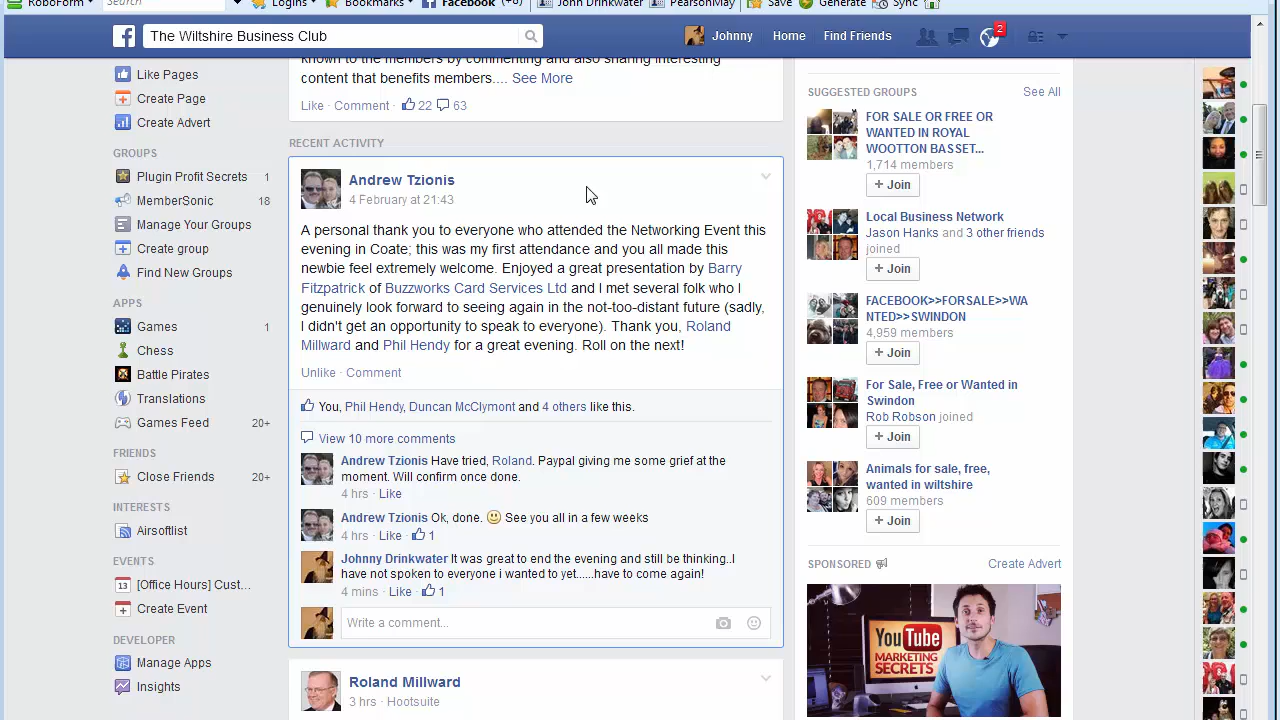 RoboForm Search Logins Bookmarks Facebook John Drinkwater PearsonMay Save Generate Sync
The Wiltshire Business Club Johnny Home Find Friends 2
Like Pages
Create Page
Create Advert
GROUPS
Plugin Profit Secrets 1
MemberSonic 18
Manage Your Groups
Create group
Find New Groups
APPS
Games 1
Chess
Battle Pirates
Translations
Games Feed 20+
FRIENDS
Close Friends 20+
INTERESTS
Airsoftlist
EVENTS
13 [Office Hours] Cust...
Create Event
DEVELOPER
Manage Apps
Insights
known to the members by commenting and also sharing interesting
content that benefits members.... See More
Like · Comment · 22 63
RECENT ACTIVITY
Andrew Tzionis
4 February at 21:43
A personal thank you to everyone who attended the Networking Event this
evening in Coate: this was my first attendance and you all made this
newbie feel extremely welcome. Enjoyed a great presentation by Barry
Fitzpatrick of Buzzworks Card Services Ltd and I met several folk who I
genuinely look forward to seeing again in the not-too-distant future (sadly,
I didn't get an opportunity to speak to everyone). Thank you, Roland
Millward and Phil Hendy for a great evening. Roll on the next!
Unlike · Comment
You, Phil Hendy, Duncan McClymont and 4 others like this.
View 10 more comments
Andrew Tzionis Have tried, Roland. Paypal giving me some grief at the
moment. Will confirm once done.
4 hrs · Like
Andrew Tzionis Ok, done. See you all in a few weeks
4 hrs · Like · 1
Johnny Drinkwater It was great to end the evening and still be thinking..I
have not spoken to everyone i wanted to yet.....have to come again!
4 mins · Like · 1
Write a comment...
Roland Millward
3 hrs · Hootsuite
SUGGESTED GROUPS See All
FOR SALE OR FREE OR
WANTED IN ROYAL
WOOTTON BASSET...
1,714 members
+ Join
Local Business Network
Jason Hanks and 3 other friends
joined
+ Join
FACEBOOK>>FORSALE>>WA
NTED>>SWINDON
4,959 members
+ Join
For Sale, Free or Wanted in
Swindon
Rob Robson joined
+ Join
Animals for sale, free,
wanted in wiltshire
609 members
+ Join
SPONSORED Create Advert
YouTube
MARKETING
SECRETS